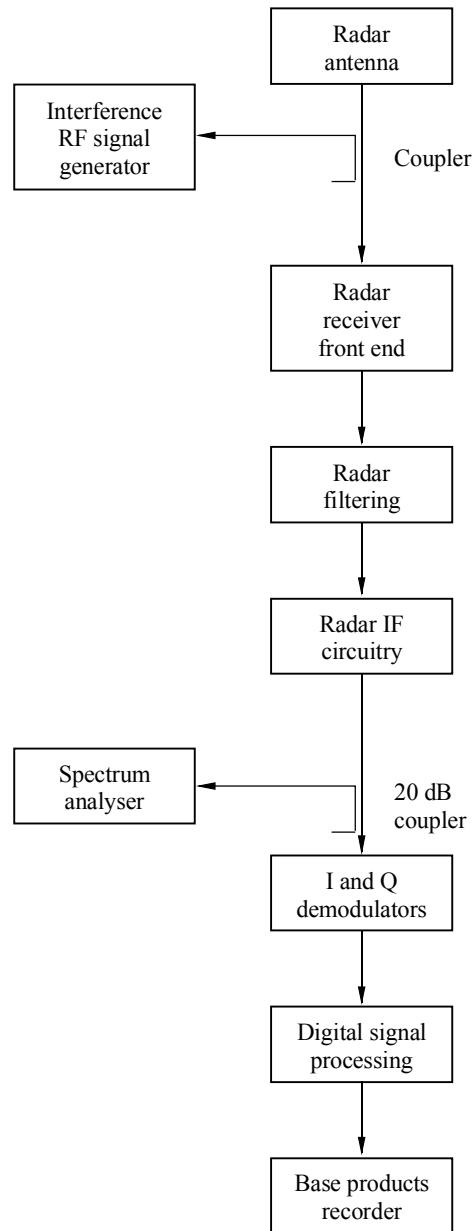 Radar
antenna
Interference
RF signal
generator
Coupler
Radar
receiver
front end
Radar
filtering
Radar IF
circuitry
Spectrum
analyser
20 dB
coupler
I and Q
demodulators
Digital signal
processing
Base products
recorder